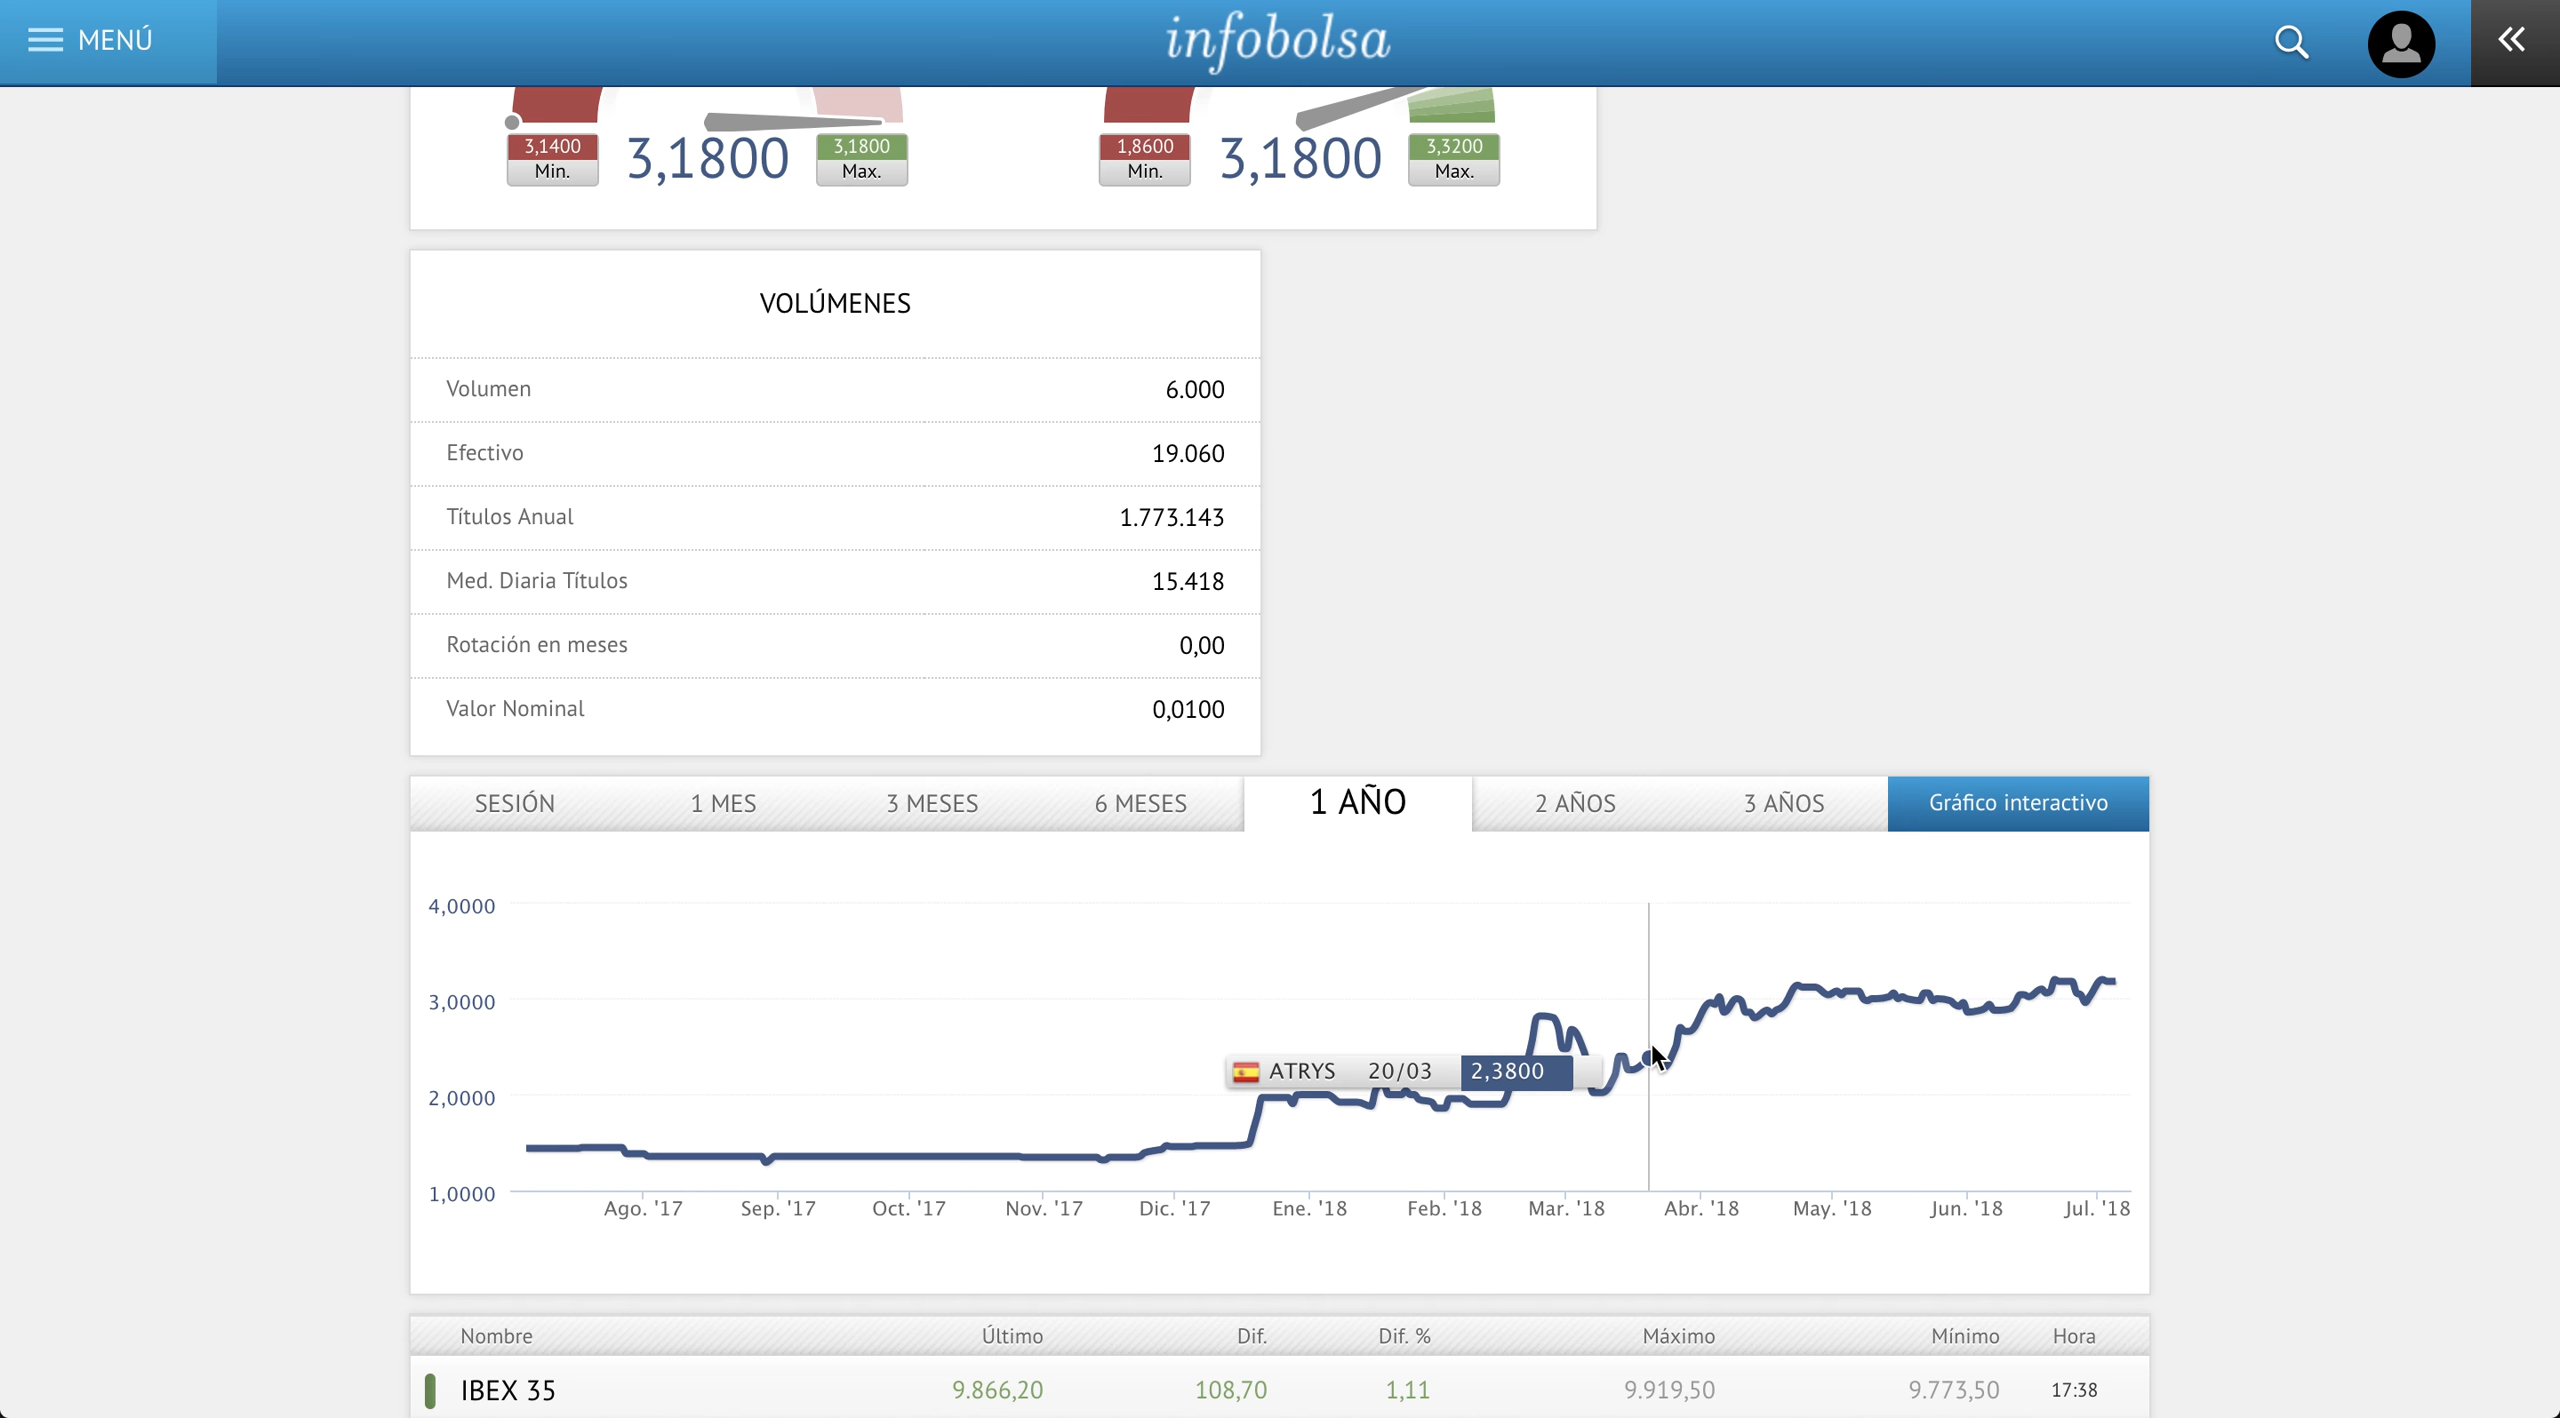 MENÚ
infobolsa
3,1400
Min.
3,1800
3,1800
Max.
1,8600
Min.
3,1800
3,3200
Max.
VOLÚMENES
Volumen 6.000
Efectivo 19.060
Títulos Anual 1.773.143
Med. Diaria Títulos 15.418
Rotación en meses 0,00
Valor Nominal 0,0100
SESIÓN 1 MES 3 MESES 6 MESES 1 AÑO 2 AÑOS 3 AÑOS Gráfico interactivo
4,0000
3,0000
ATRYS 20/03 2,3800
2,0000
1,0000
Ago. '17 Sep. '17 Oct. '17 Nov. '17 Dic. '17 Ene. '18 Feb. '18 Mar. '18 Abr. '18 May. '18 Jun. '18 Jul. '18
Nombre Último Dif. Dif. % Máximo Mínimo Hora
IBEX 35 9.866,20 108,70 1,11 9.919,50 9.773,50 17:38